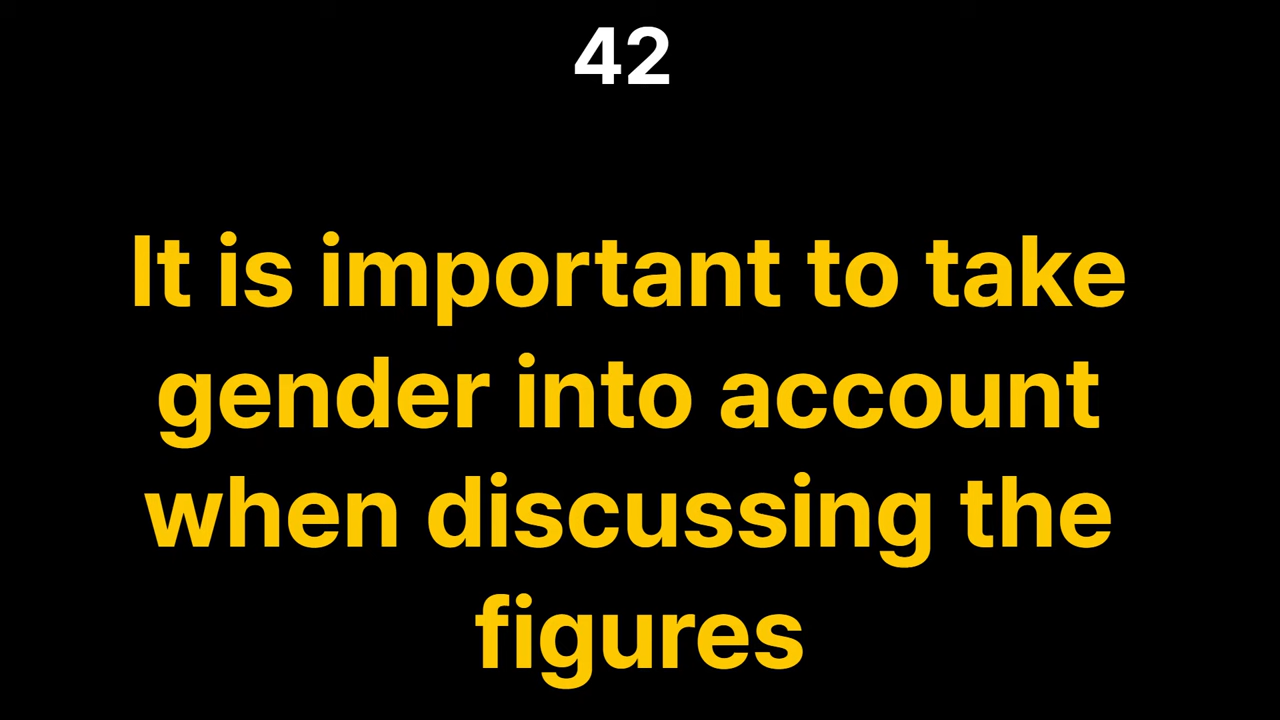 42
It is important to take
gender into account
when discussing the
figures